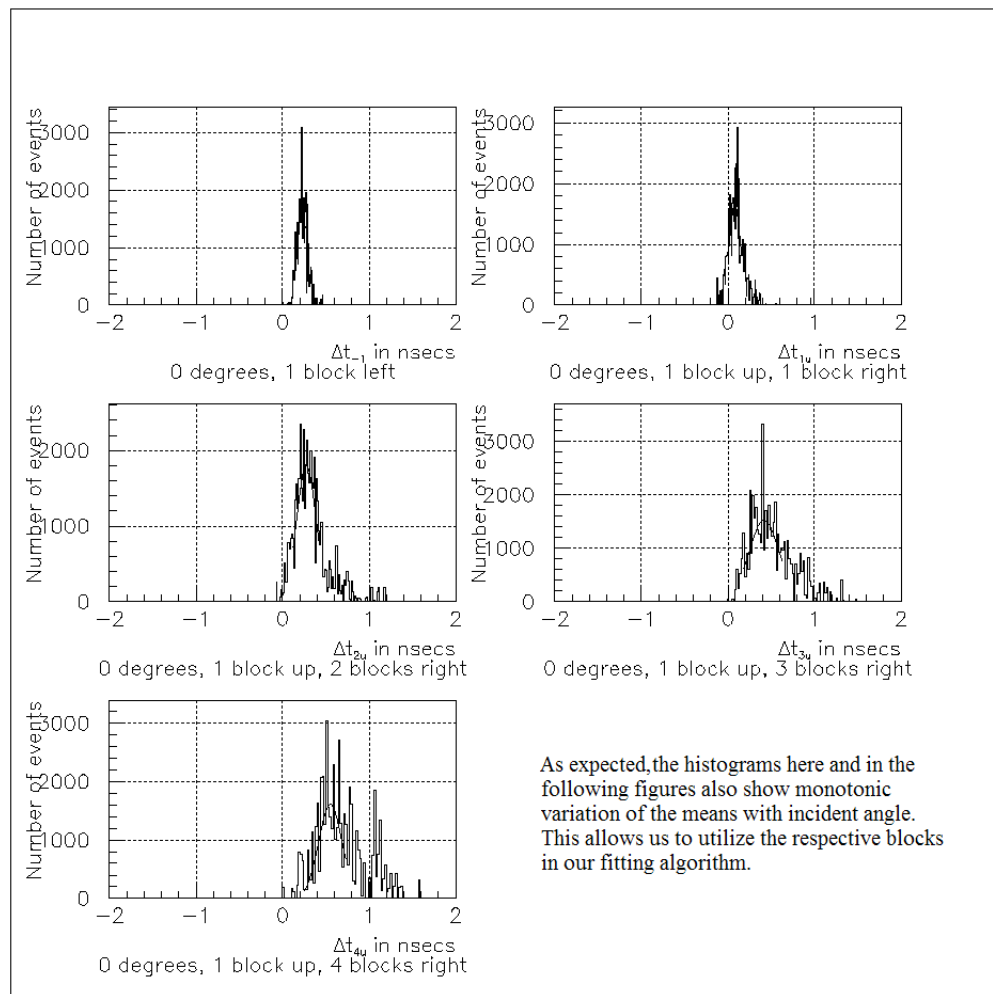 Number of events
3000
2000
1000
0
−2
−1
0
1
2
Δt₋₁ in nsecs
0 degrees, 1 block left
Number of events
3000
2000
1000
0
−2
−1
0
1
2
Δt₁ᵤ in nsecs
0 degrees, 1 block up, 1 block right
Number of events
2000
1000
0
−2
−1
0
1
2
Δt₂ᵤ in nsecs
0 degrees, 1 block up, 2 blocks right
Number of events
3000
2000
1000
0
−2
−1
0
1
2
Δt₃ᵤ in nsecs
0 degrees, 1 block up, 3 blocks right
Number of events
3000
2000
1000
0
−2
−1
0
1
2
Δt₄ᵤ in nsecs
0 degrees, 1 block up, 4 blocks right
As expected,the histograms here and in the
following figures also show monotonic
variation of the means with incident angle.
This allows us to utilize the respective blocks
in our fitting algorithm.